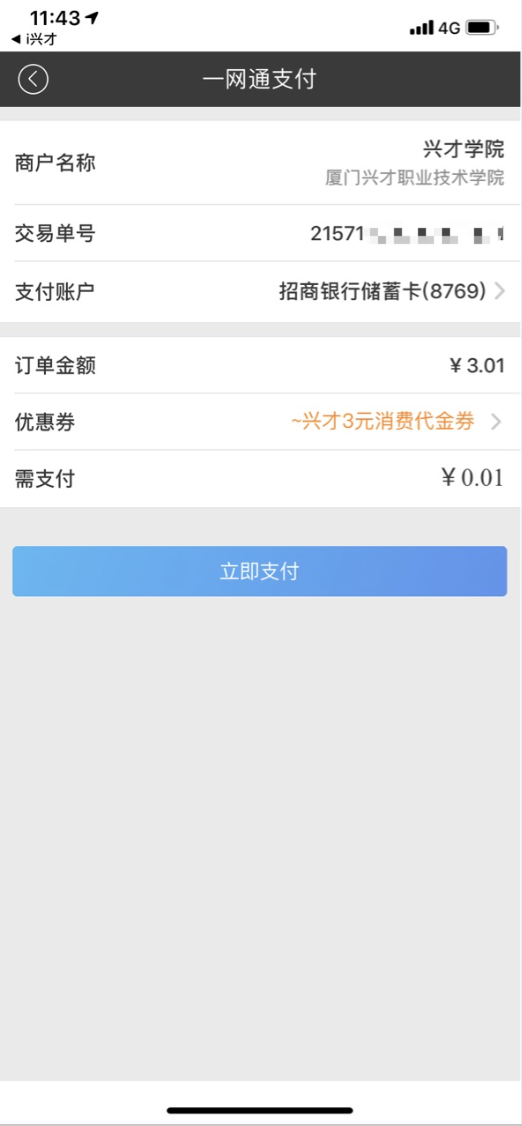 11:43
4G
i兴才
一网通支付
商户名称
兴才学院
厦门兴才职业技术学院
交易单号
21571
支付账户
招商银行储蓄卡(8769)
订单金额
¥ 3.01
优惠券
~兴才3元消费代金券
需支付
¥ 0.01
立即支付